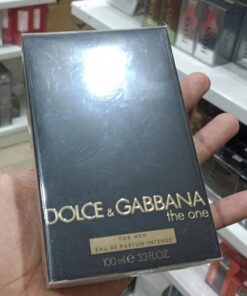 DOLCE & GABBANA
the one
FOR MEN
EAU DE PARFUM INTENSE
100 ml ℮ 3.3 FL.OZ.